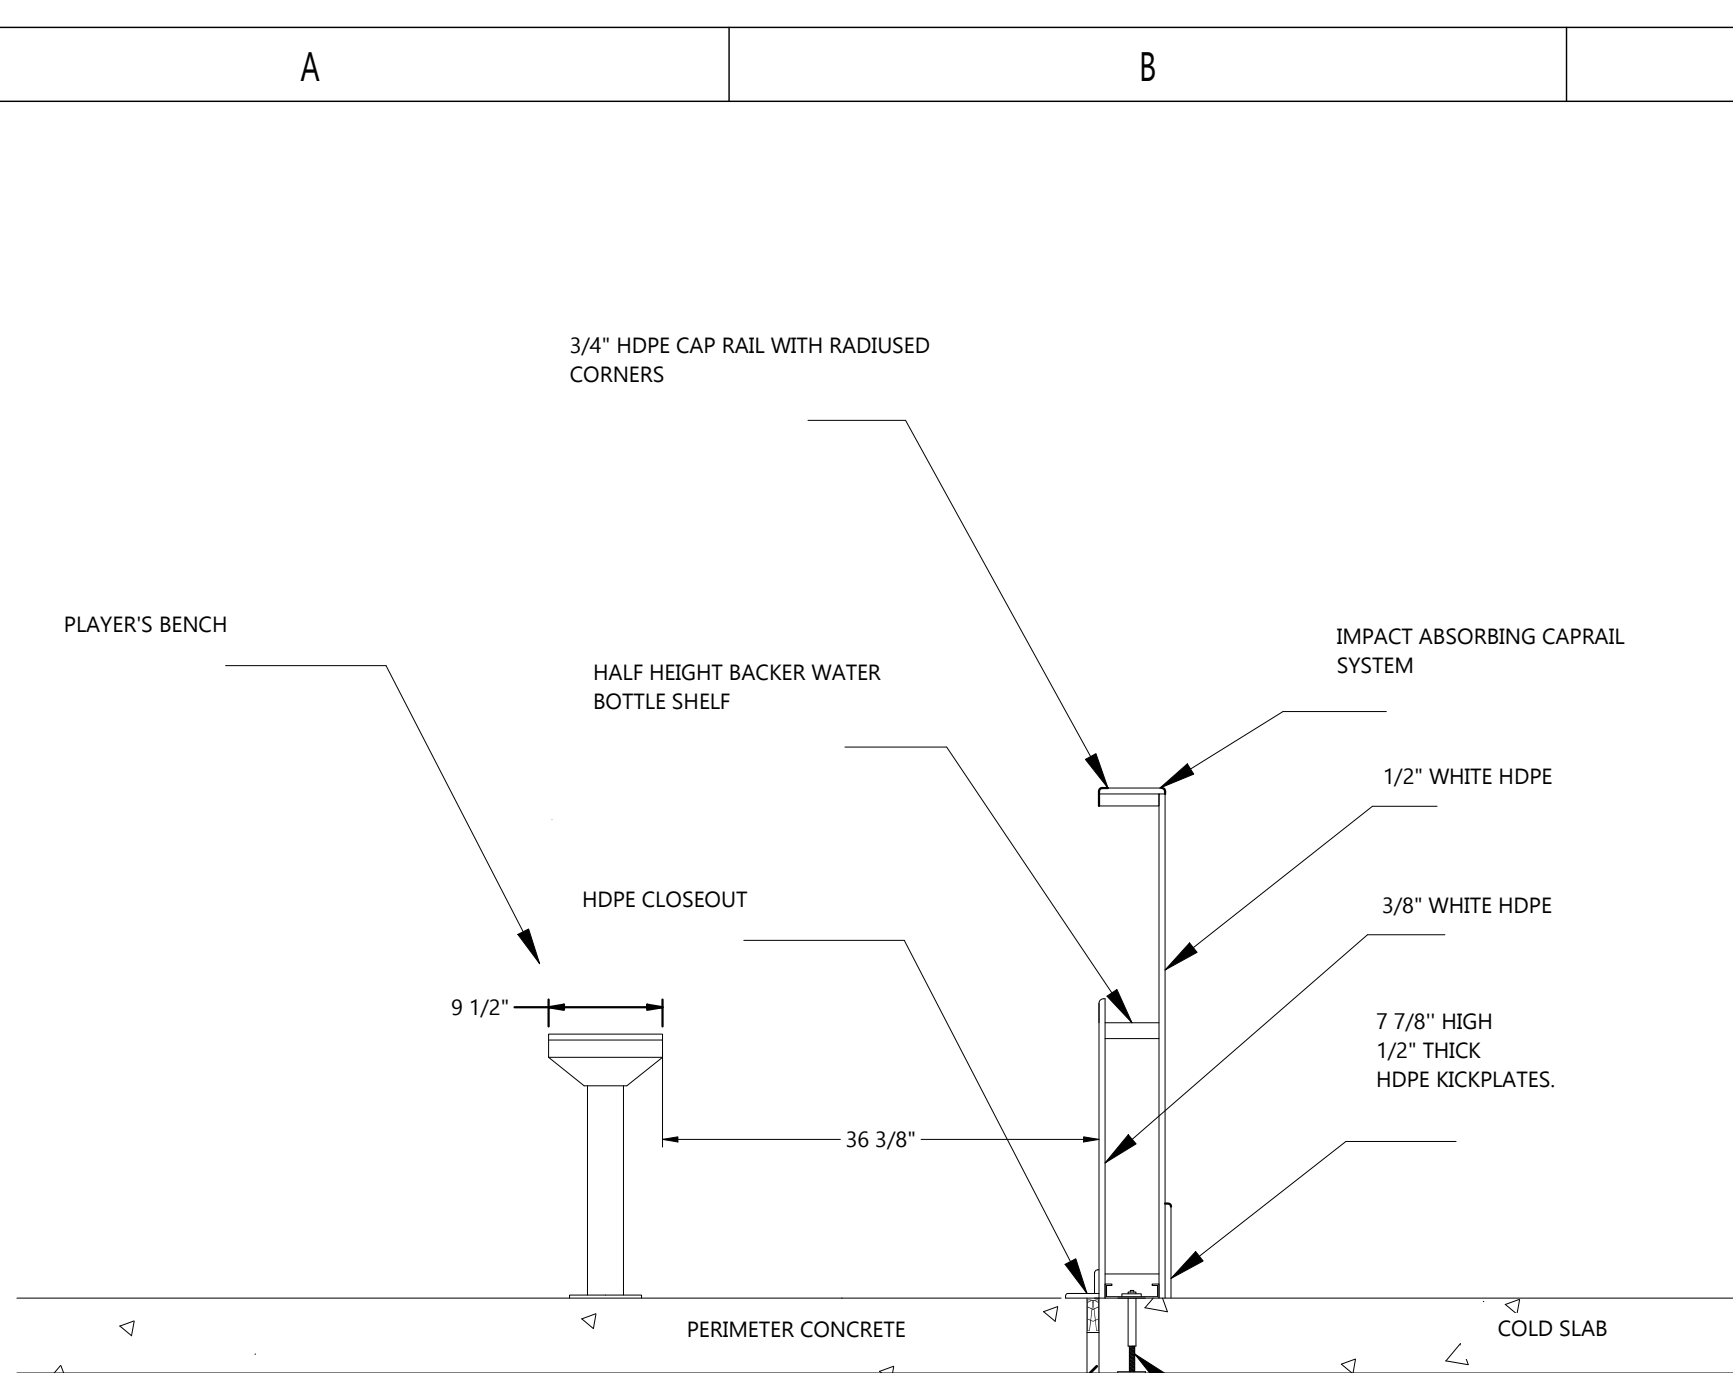 A
B
3/4" HDPE CAP RAIL WITH RADIUSED
CORNERS
PLAYER'S BENCH
IMPACT ABSORBING CAPRAIL
SYSTEM
HALF HEIGHT BACKER WATER
BOTTLE SHELF
1/2" WHITE HDPE
HDPE CLOSEOUT
3/8" WHITE HDPE
9 1/2"
7 7/8'' HIGH
1/2" THICK
HDPE KICKPLATES.
36 3/8"
PERIMETER CONCRETE
COLD SLAB